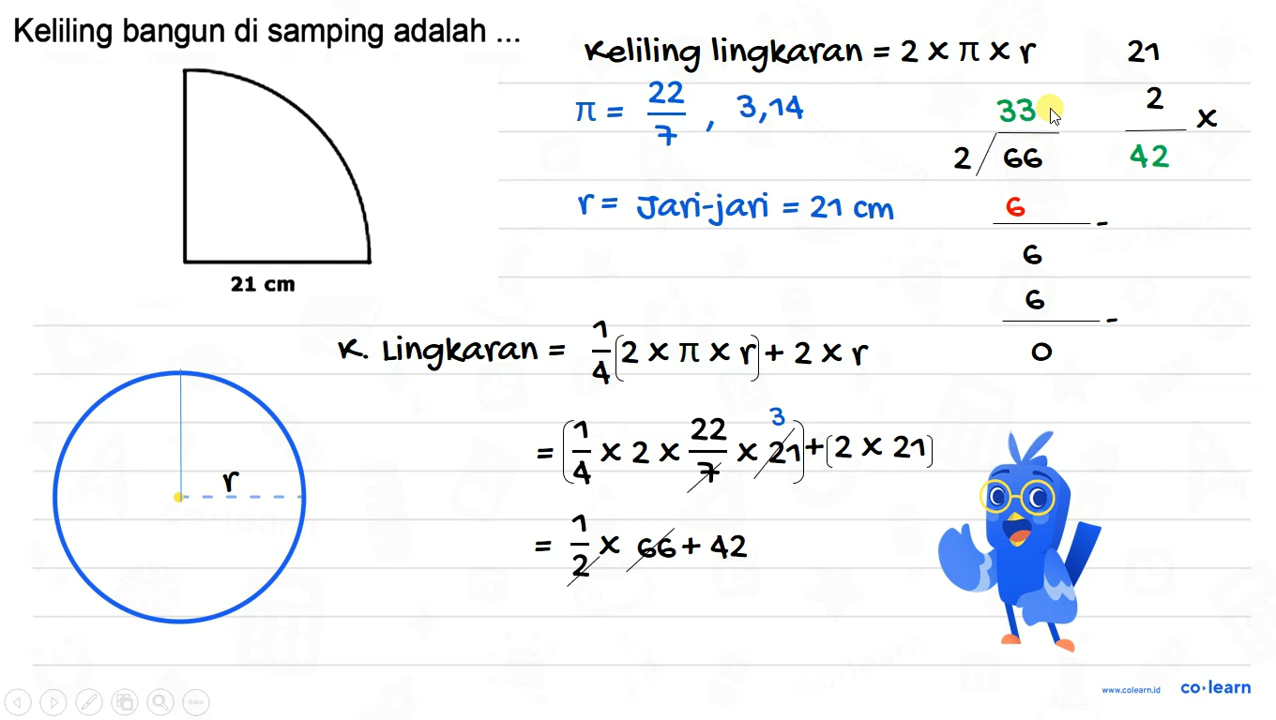 Keliling bangun di samping adalah ...
21 cm
Keliling lingkaran = 2 x π x r
π = 22/7 , 3,14
r = Jari-jari = 21 cm
33
2 / 66
6 -
6
6 -
0
21
2 x
42
K. Lingkaran = 1/4 (2 x π x r) + 2 x r
= (1/4 x 2 x 22/7 x 21) + (2 x 21)
3
= 1/2 x 66 + 42
r
www.colearn.id
co·learn